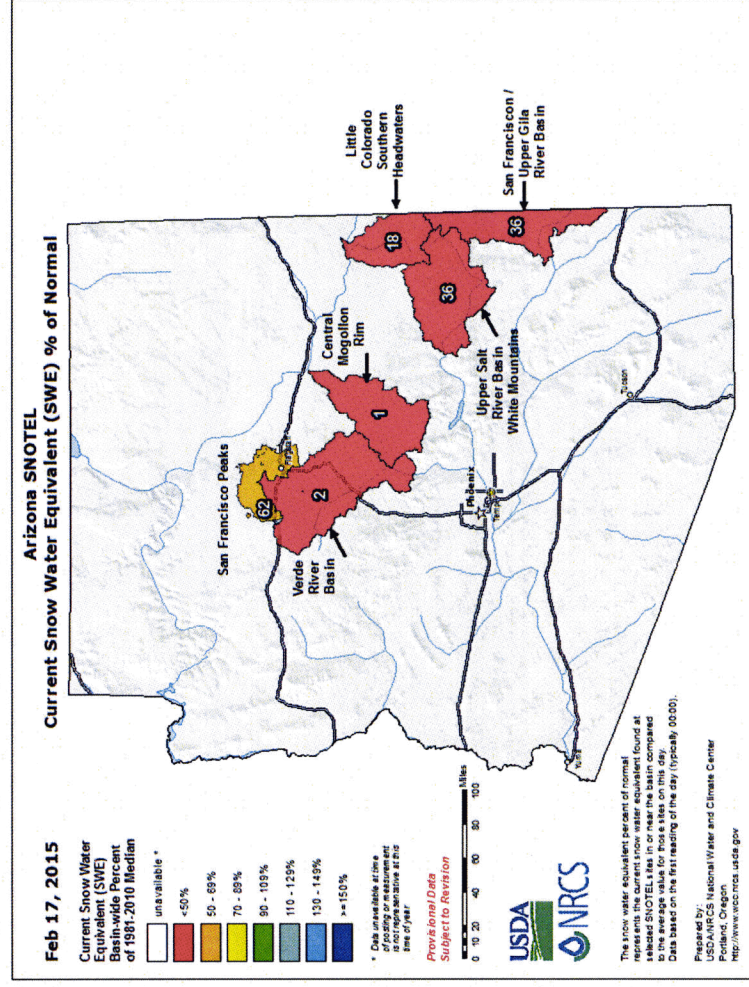 Arizona SNOTEL
Current Snow Water Equivalent (SWE) % of Normal
Feb 17, 2015
Current Snow Water
Equivalent (SWE)
Basin-wide Percent
of 1981-2010 Median
unavailable *
<50%
50 - 69%
70 - 89%
90 - 109%
110 - 129%
130 - 149%
>=150%
* Data unavailable at time
of posting or measurement
is not representative at this
time of year
Provisional Data
Subject to Revision
Miles
0 10 20 40 60 80 100
USDA
NRCS
The snow water equivalent percent of normal
represents the current snow water equivalent found at
selected SNOTEL sites in or near the basin compared
to the average value for those sites on this day.
Data based on the first reading of the day (typically 00:00).
Prepared by:
USDA/NRCS National Water and Climate Center
Portland, Oregon
http://www.wcc.nrcs.usda.gov
San Francisco Peaks
62
Verde
River
Basin
2
Central
Mogollon
Rim
1
Little
Colorado
Southern
Headwaters
18
Upper Salt
River Basin
White Mountains
36
San Franciscon /
Upper Gila
River Basin
36
Phoenix
Tucson
Yuma